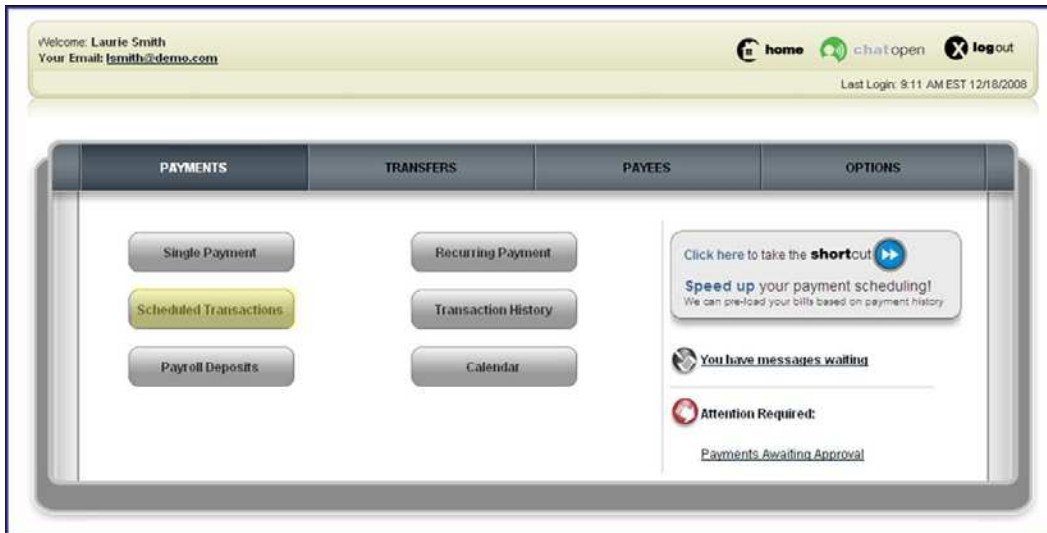 Welcome: Laurie Smith
Your Email: lsmith@demo.com
home
chatopen
logout
Last Login: 9:11 AM EST 12/18/2008
PAYMENTS
TRANSFERS
PAYEES
OPTIONS
Single Payment
Recurring Payment
Scheduled Transactions
Transaction History
Payroll Deposits
Calendar
Click here to take the shortcut
Speed up your payment scheduling!
We can pre-load your bills based on payment history
You have messages waiting
Attention Required:
Payments Awaiting Approval